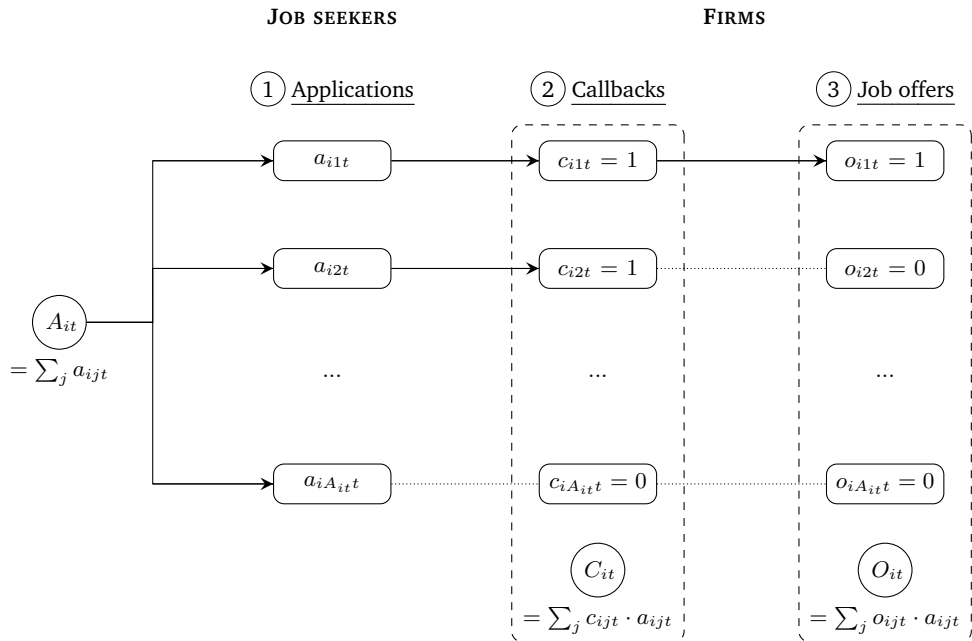 JOB SEEKERS FIRMS
1 Applications 2 Callbacks 3 Job offers
a_{i1t} c_{i1t} = 1 o_{i1t} = 1
a_{i2t} c_{i2t} = 1 o_{i2t} = 0
A_{it}
= ∑_j a_{ijt}
... ... ...
a_{iA_{it}t} c_{iA_{it}t} = 0 o_{iA_{it}t} = 0
C_{it} O_{it}
= ∑_j c_{ijt} · a_{ijt} = ∑_j o_{ijt} · a_{ijt}